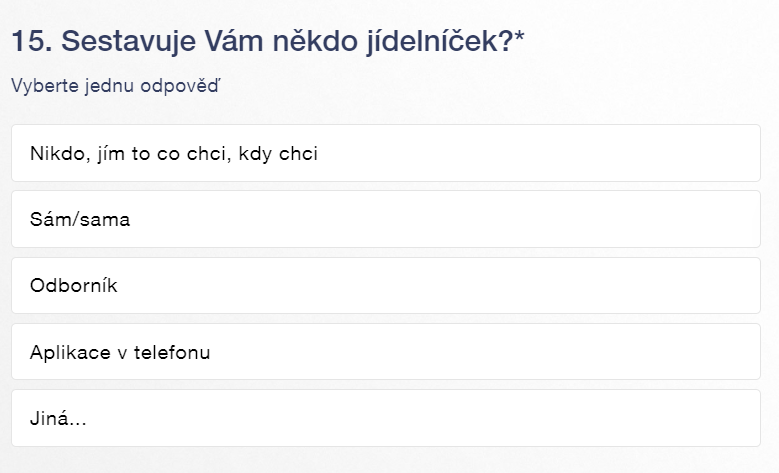 15. Sestavuje Vám někdo jídelníček?*
Vyberte jednu odpověď
Nikdo, jím to co chci, kdy chci
Sám/sama
Odborník
Aplikace v telefonu
Jiná...